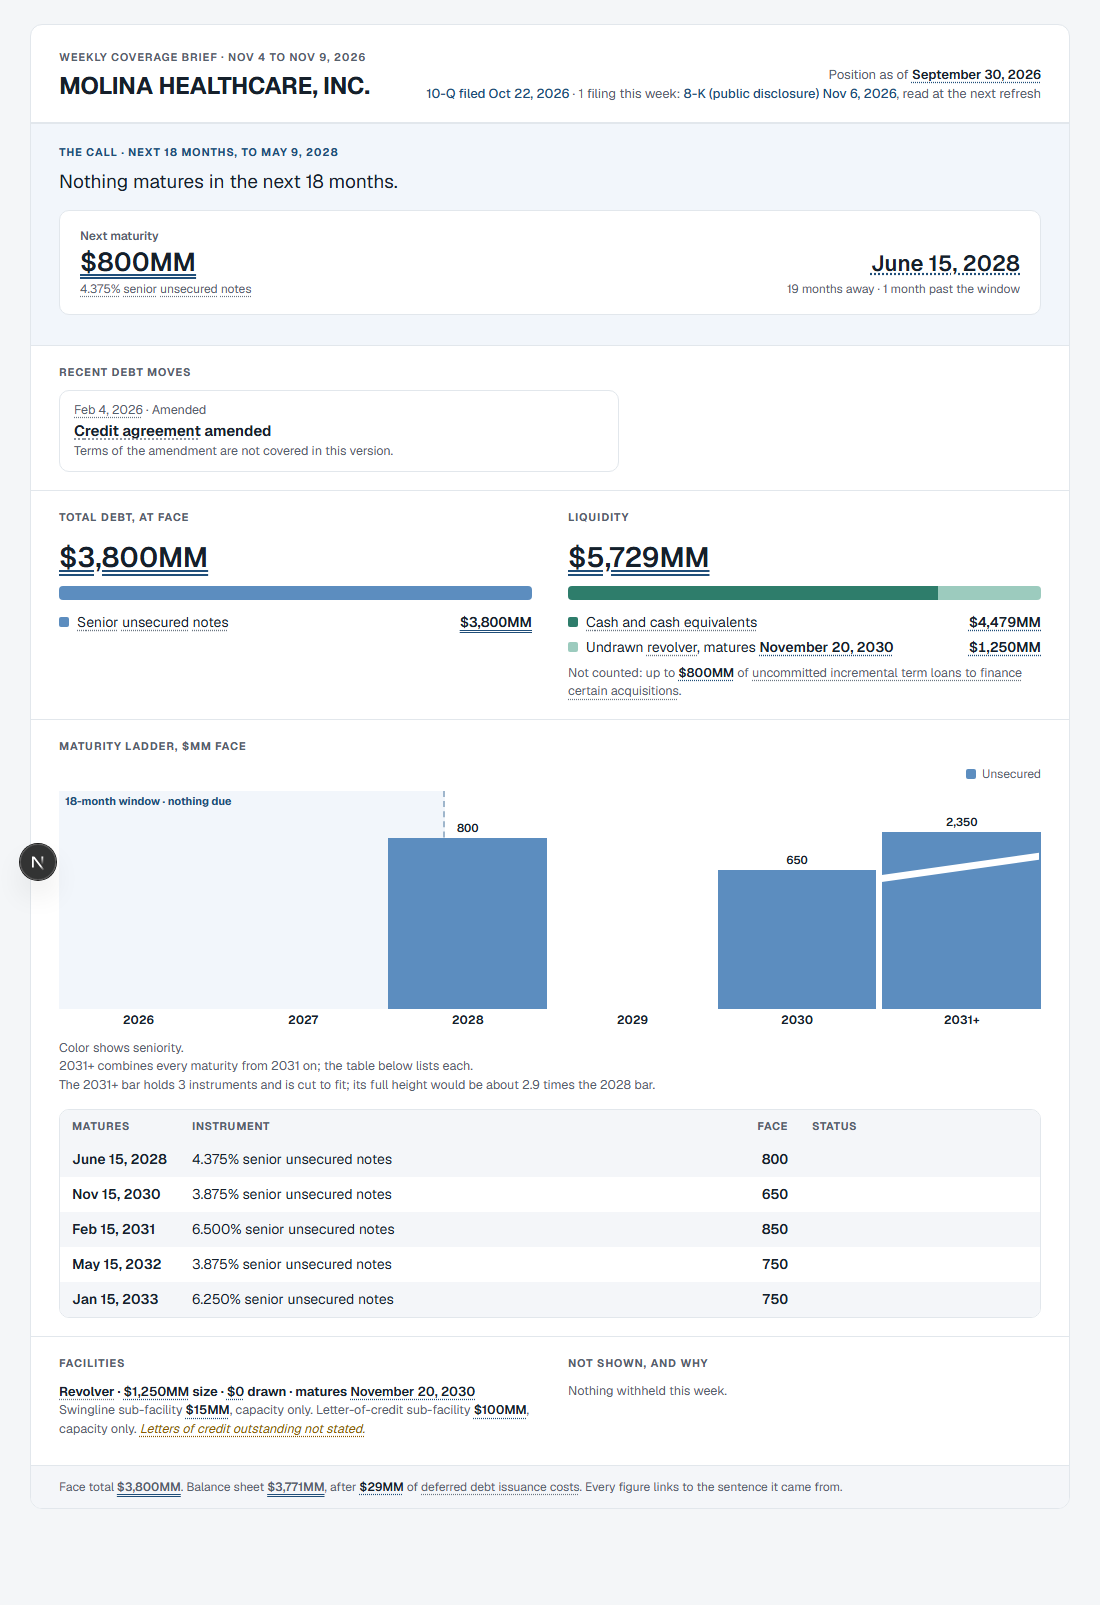 WEEKLY COVERAGE BRIEF · NOV 4 TO NOV 9, 2026
MOLINA HEALTHCARE, INC.
Position as of September 30, 2026
10-Q filed Oct 22, 2026 · 1 filing this week: 8-K (public disclosure) Nov 6, 2026, read at the next refresh
THE CALL · NEXT 18 MONTHS, TO MAY 9, 2028
Nothing matures in the next 18 months.
Next maturity
$800MM
June 15, 2028
4.375% senior unsecured notes
19 months away · 1 month past the window
RECENT DEBT MOVES
Feb 4, 2026 · Amended
Credit agreement amended
Terms of the amendment are not covered in this version.
TOTAL DEBT, AT FACE
$3,800MM
Senior unsecured notes $3,800MM
LIQUIDITY
$5,729MM
Cash and cash equivalents $4,479MM
Undrawn revolver, matures November 20, 2030 $1,250MM
Not counted: up to $800MM of uncommitted incremental term loans to finance
certain acquisitions.
MATURITY LADDER, $MM FACE
Unsecured
18-month window · nothing due
800
650
2,350
2026 2027 2028 2029 2030 2031+
N
Color shows seniority.
2031+ combines every maturity from 2031 on; the table below lists each.
The 2031+ bar holds 3 instruments and is cut to fit; its full height would be about 2.9 times the 2028 bar.
MATURES INSTRUMENT FACE STATUS
June 15, 2028 4.375% senior unsecured notes 800
Nov 15, 2030 3.875% senior unsecured notes 650
Feb 15, 2031 6.500% senior unsecured notes 850
May 15, 2032 3.875% senior unsecured notes 750
Jan 15, 2033 6.250% senior unsecured notes 750
FACILITIES
Revolver · $1,250MM size · $0 drawn · matures November 20, 2030
Swingline sub-facility $15MM, capacity only. Letter-of-credit sub-facility $100MM,
capacity only. Letters of credit outstanding not stated.
NOT SHOWN, AND WHY
Nothing withheld this week.
Face total $3,800MM. Balance sheet $3,771MM, after $29MM of deferred debt issuance costs. Every figure links to the sentence it came from.